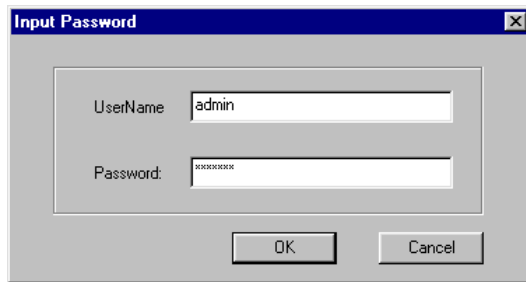 Input Password
UserName
admin
Password:
*******
OK
Cancel